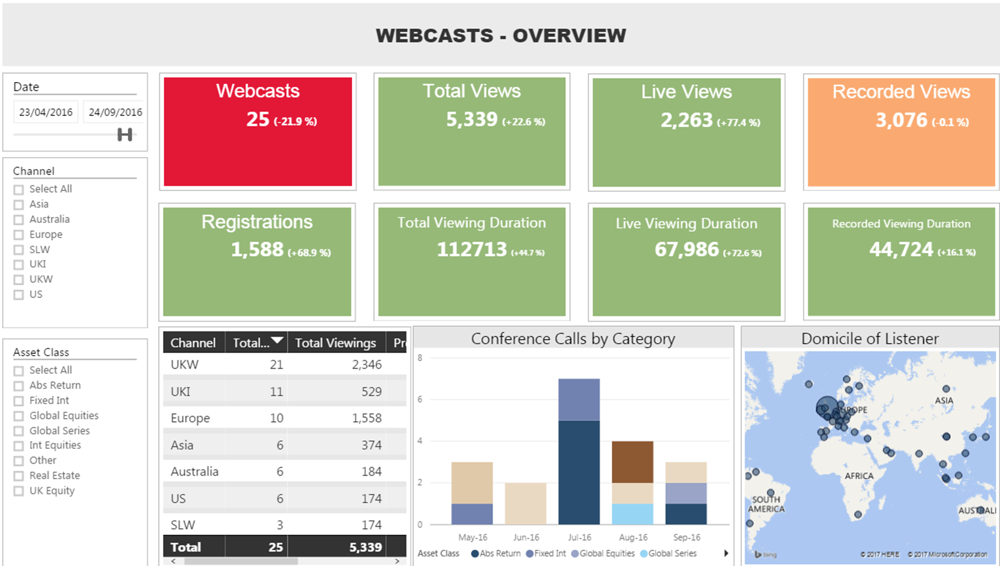 WEBCASTS - OVERVIEW
Date
23/04/2016 24/09/2016
Channel
Select All
Asia
Australia
Europe
SLW
UKI
UKW
US
Asset Class
Select All
Abs Return
Fixed Int
Global Equities
Global Series
Int Equities
Other
Real Estate
UK Equity
Webcasts
25 (-21.9 %)
Total Views
5,339 (+22.6 %)
Live Views
2,263 (+77.4 %)
Recorded Views
3,076 (-0.1 %)
Registrations
1,588 (+68.9 %)
Total Viewing Duration
112713 (+44.7 %)
Live Viewing Duration
67,986 (+72.6 %)
Recorded Viewing Duration
44,724 (+16.1 %)
Channel Total... Total Viewings Pr
UKW 21 2,346
UKI 11 529
Europe 10 1,558
Asia 6 374
Australia 6 184
US 6 174
SLW 3 174
Total 25 5,339
Conference Calls by Category
8
6
4
2
0
May-16 Jun-16 Jul-16 Aug-16 Sep-16
Asset Class Abs Return Fixed Int Global Equities Global Series
Domicile of Listener
ASIA
EUROPE
AFRICA
SOUTH
AMERICA
AUSTRALI
bing © 2017 HERE © 2017 Microsoft Corporation